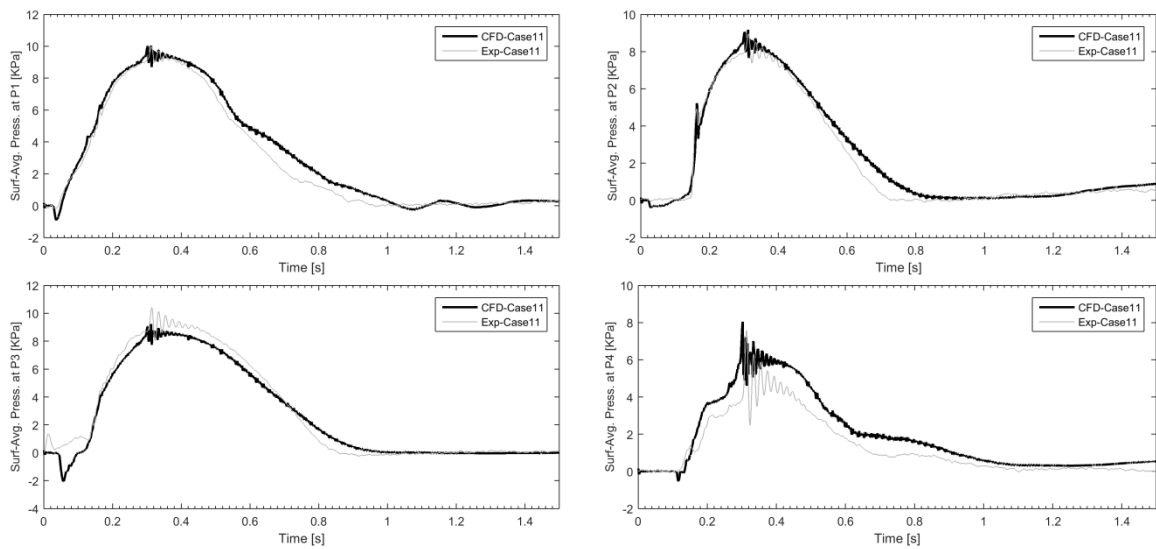 12
10
8
6
4
2
0
-2
Surf-Avg. Press. at P1 [KPa]
CFD-Case11
Exp-Case11
0 0.2 0.4 0.6 0.8 1 1.2 1.4
Time [s]
10
8
6
4
2
0
-2
Surf-Avg. Press. at P2 [KPa]
CFD-Case11
Exp-Case11
0 0.2 0.4 0.6 0.8 1 1.2 1.4
Time [s]
12
10
8
6
4
2
0
-2
-4
Surf-Avg. Press. at P3 [KPa]
CFD-Case11
Exp-Case11
0 0.2 0.4 0.6 0.8 1 1.2 1.4
Time [s]
10
8
6
4
2
0
-2
Surf-Avg. Press. at P4 [KPa]
CFD-Case11
Exp-Case11
0 0.2 0.4 0.6 0.8 1 1.2 1.4
Time [s]